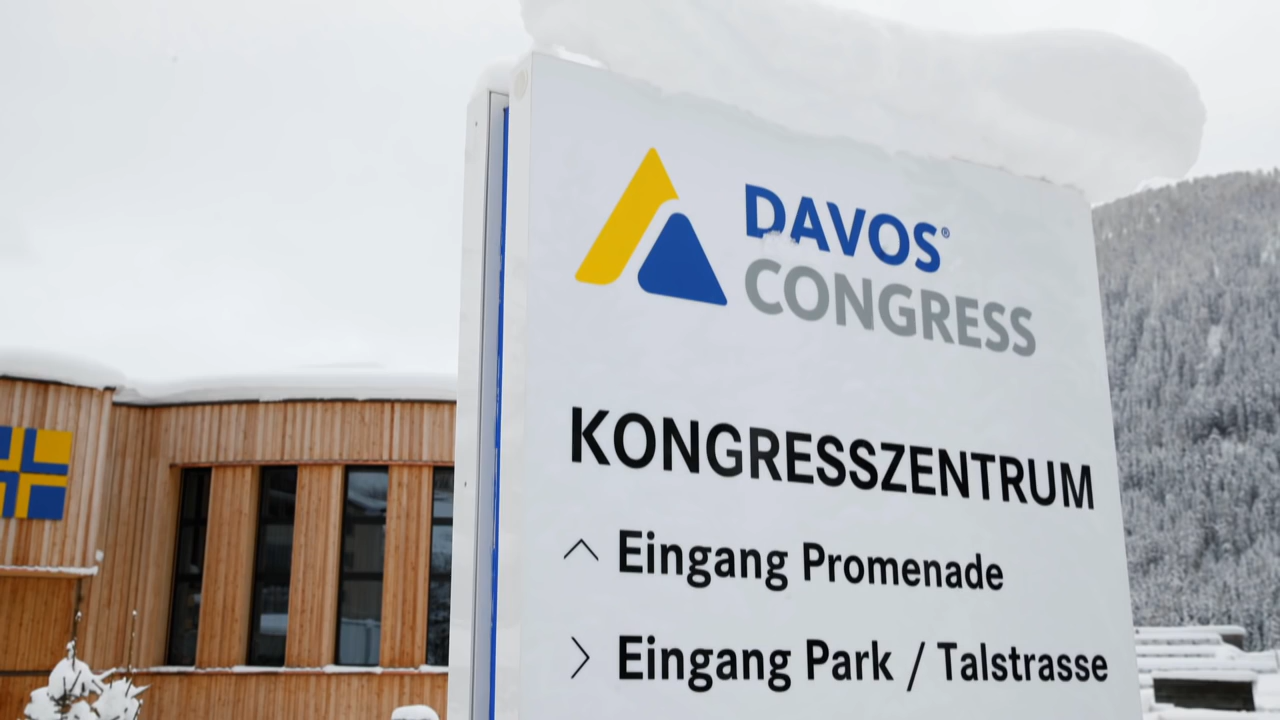 DAVOS®
CONGRESS
KONGRESSZENTRUM
Eingang Promenade
Eingang Park / Talstrasse